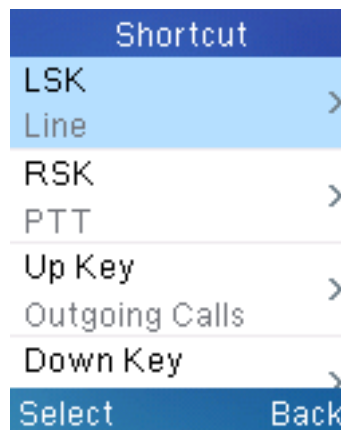 Shortcut
LSK
Line
RSK
PTT
Up Key
Outgoing Calls
Down Key
Select Back